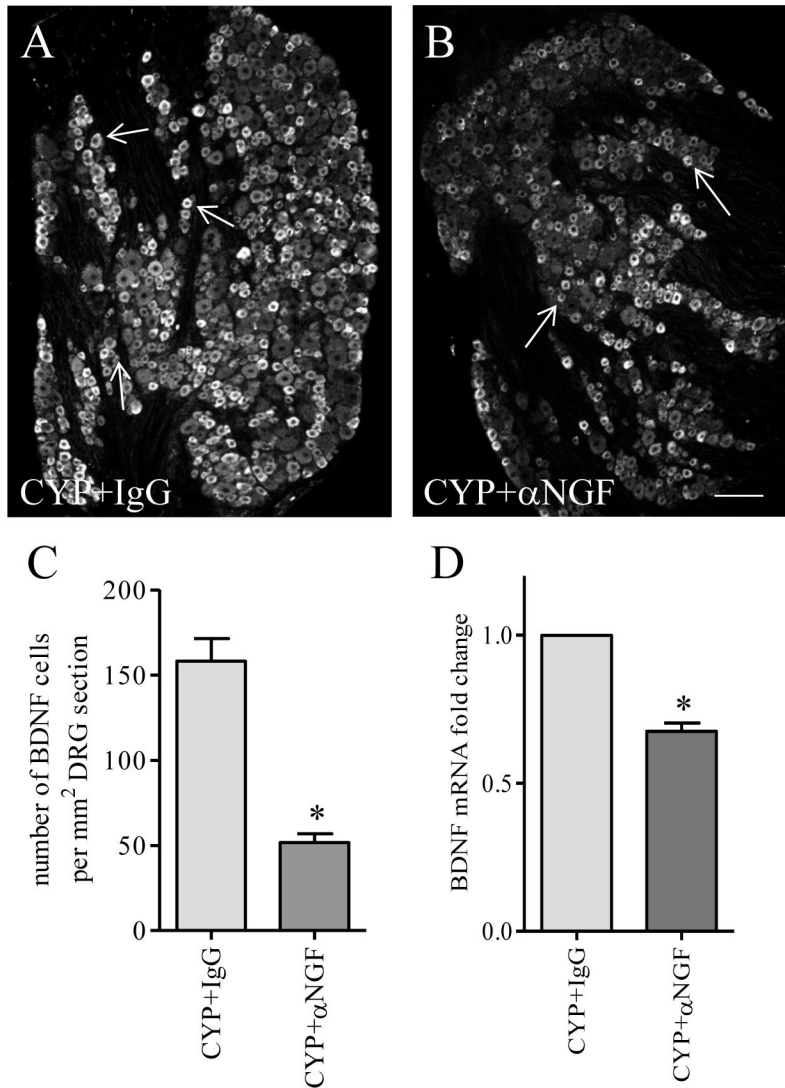 A
B
CYP+IgG
CYP+αNGF
C
D
number of BDNF cells
per mm² DRG section
200
150
100
50
0
*
CYP+IgG
CYP+αNGF
BDNF mRNA fold change
1.0
0.5
0.0
*
CYP+IgG
CYP+αNGF